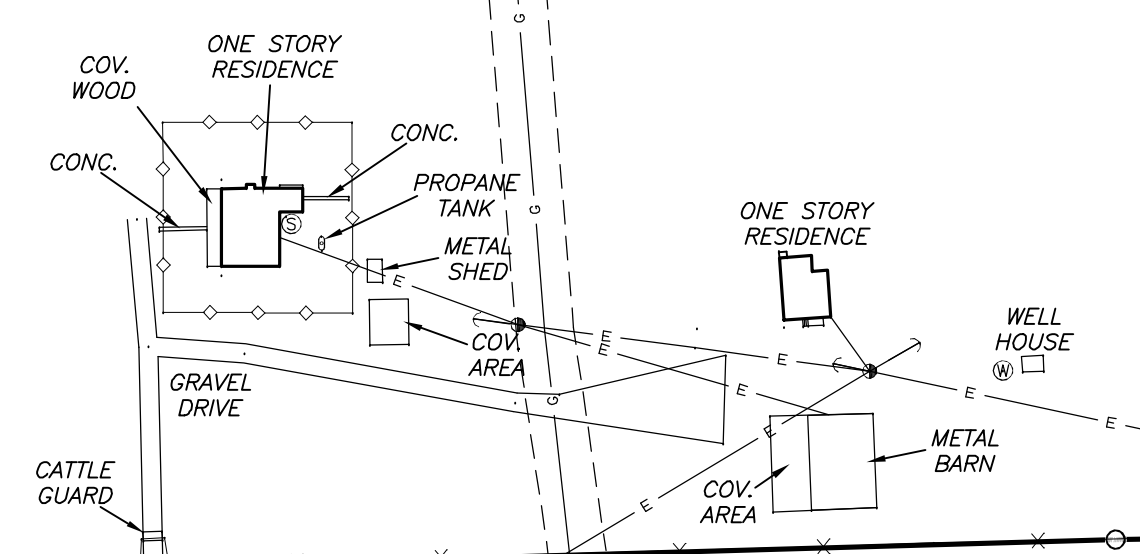 G
ONE STORY
RESIDENCE
COV.
WOOD
CONC.
CONC.
PROPANE
TANK
G
S
METAL
SHED
E
ONE STORY
RESIDENCE
COV.
AREA
E
E
E
WELL
HOUSE
W
GRAVEL
DRIVE
G
E
E
E
E
METAL
BARN
CATTLE
GUARD
COV.
AREA
E